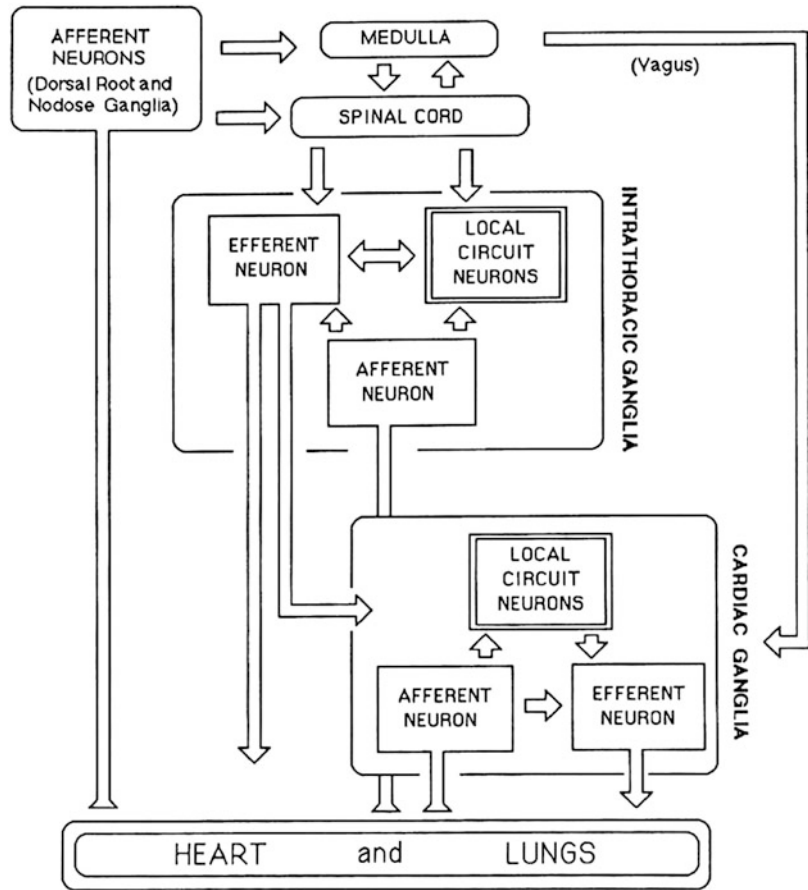 AFFERENT
NEURONS
(Dorsal Root and
Nodose Ganglia)
MEDULLA
(Vagus)
SPINAL CORD
INTRATHORACIC GANGLIA
EFFERENT
NEURON
LOCAL
CIRCUIT
NEURONS
AFFERENT
NEURON
CARDIAC GANGLIA
LOCAL
CIRCUIT
NEURONS
AFFERENT
NEURON
EFFERENT
NEURON
HEART and LUNGS